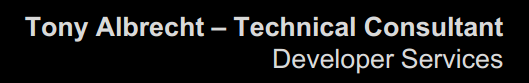 Tony Albrecht – Technical Consultant
Developer Services